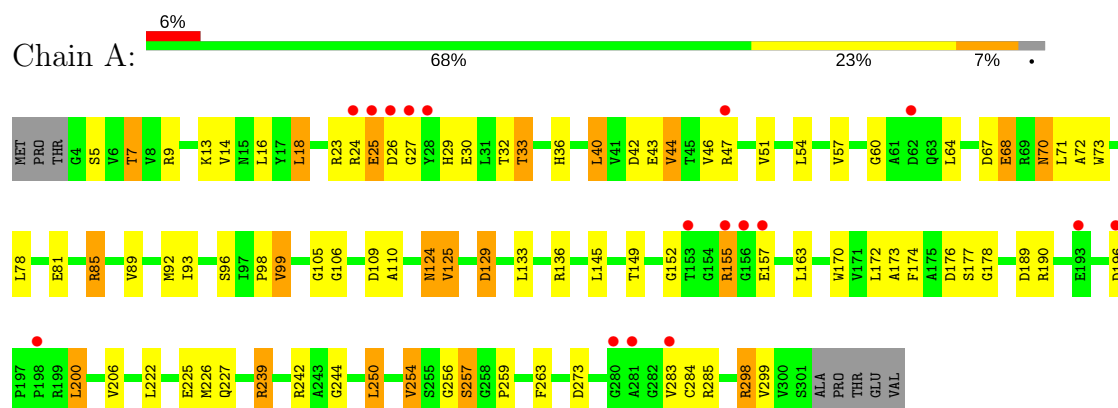 6%
Chain A:
68% 23% 7% •
MET PRO THR G4 S5 V6 T7 V8 R9 K13 V14 N15 L16 Y17 L18 R23 R24 E25 D26 G27 Y28 H29 E30 L31 T32 T33 H36 L40 V41 D42 E43 V44 T45 V46 R47 V51 L54 V57 G60 A61 D62 Q63 L64 D67 E68 R69 N70 L71 A72 W73
L78 E81 R85 V89 M92 I93 S96 I97 P98 V99 G105 G106 D109 A110 N124 V125 D129 L133 R136 L145 T149 G152 T153 G154 R155 G156 E157 L163 W170 V171 L172 A173 F174 A175 D176 S177 G178 D189 R190 E193 D196
P197 P198 R199 L200 V206 L222 E225 M226 Q227 R239 R242 A243 G244 L250 V254 S255 G256 S257 G258 P259 F263 D273 G280 A281 G282 V283 C284 R285 R298 V299 V300 S301 ALA PRO THR GLU VAL